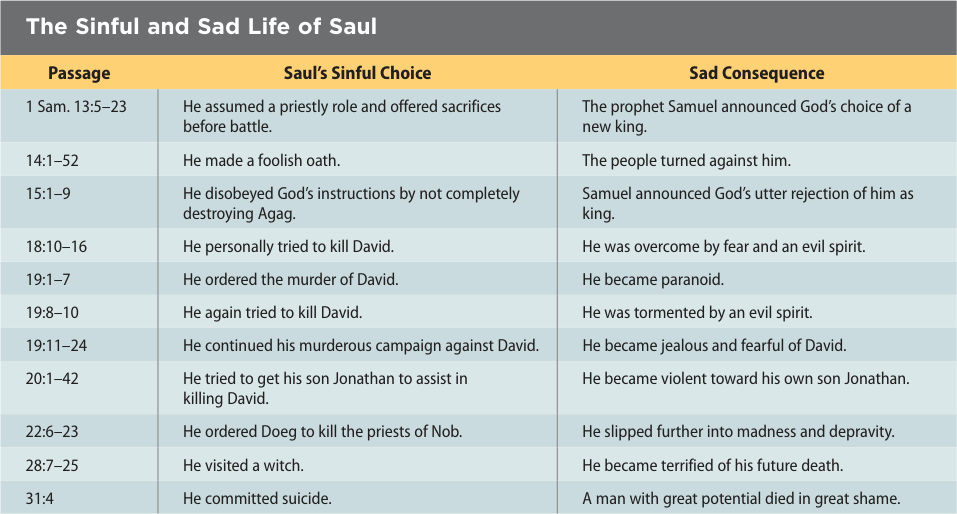 The Sinful and Sad Life of Saul
Passage Saul’s Sinful Choice Sad Consequence
1 Sam. 13:5–23 He assumed a priestly role and offered sacrifices The prophet Samuel announced God’s choice of a
before battle. new king.
14:1–52 He made a foolish oath. The people turned against him.
15:1–9 He disobeyed God’s instructions by not completely Samuel announced God’s utter rejection of him as
destroying Agag. king.
18:10–16 He personally tried to kill David. He was overcome by fear and an evil spirit.
19:1–7 He ordered the murder of David. He became paranoid.
19:8–10 He again tried to kill David. He was tormented by an evil spirit.
19:11–24 He continued his murderous campaign against David. He became jealous and fearful of David.
20:1–42 He tried to get his son Jonathan to assist in He became violent toward his own son Jonathan.
killing David.
22:6–23 He ordered Doeg to kill the priests of Nob. He slipped further into madness and depravity.
28:7–25 He visited a witch. He became terrified of his future death.
31:4 He committed suicide. A man with great potential died in great shame.